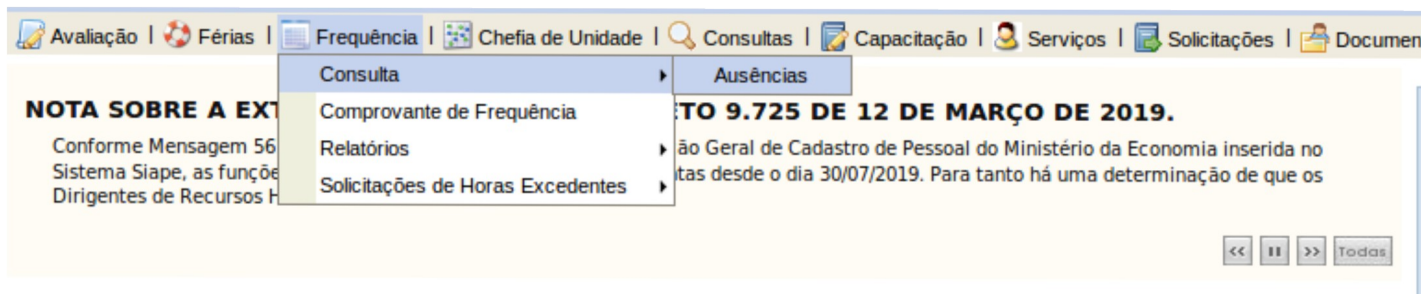 Avaliação | Férias | Frequência | Chefia de Unidade | Consultas | Capacitação | Serviços | Solicitações | Documen
Consulta
Ausências
NOTA SOBRE A EXT
TO 9.725 DE 12 DE MARÇO DE 2019.
Comprovante de Frequência
Conforme Mensagem 56
Relatórios
ão Geral de Cadastro de Pessoal do Ministério da Economia inserida no
Sistema Siape, as funçõe
Solicitações de Horas Excedentes
tas desde o dia 30/07/2019. Para tanto há uma determinação de que os
Dirigentes de Recursos H
Todas